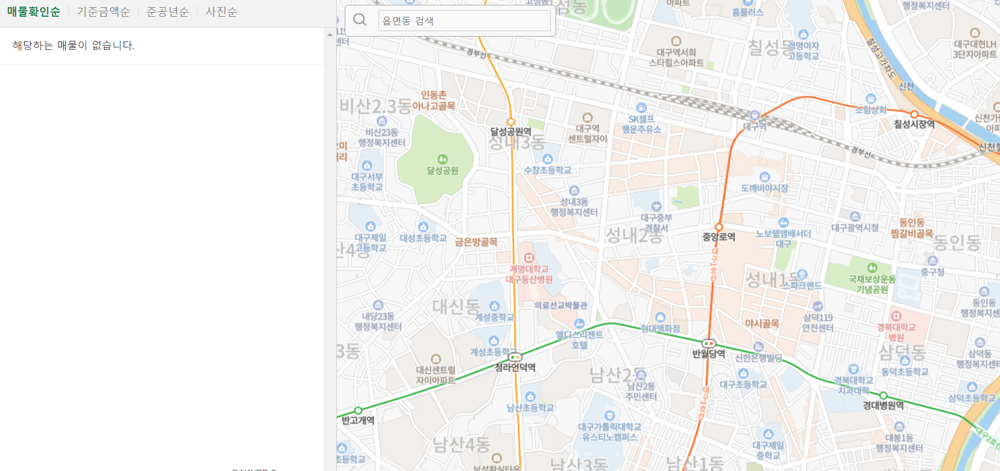 매물확인순
기준금액순
준공년순
사진순
해당하는 매물이 없습니다.
읍면동 검색
아파트
홈플러스
행정복지센터
경부선
대구역서희
스타힐스아파트
칠성동
경명여자
고등학교
칠성고가차도
대구대현LH
3단지아파트
신천
인동촌
아나고골목
비산2.3동
비산23동
행정복지센터
달성공원역
성내3동
대구역
센트럴자이
SK셀프
행운주유소
대구역
소림상회
칠성시장역
경부선
대구서부
초등학교
달성공원
수창초등학교
성내3동
행정복지센터
도깨비야시장
대구중부
경찰서
대구제일
고등학교
대성초등학교
금은방골목
성내2동
중앙로역
노보텔앰배서더
대구
대구광역시청
동인동
찜갈비골목
동인동
대구1호선
계명대학교
대구동산병원
성내1동
스파크랜드
국채보상운동
기념공원
중구청
대신동
계성중학교
의료선교박물관
내당23동
행정복지센터
엘디스리젠트
호텔
현대백화점
야시골목
삼덕119
안전센터
경북대학교
병원
동인동
행정복지센터
계성초등학교
청라언덕역
반월당역
신한은행빌딩
삼덕동
동덕초등학교
삼덕동
행정복지센터
대신센트럴
자이아파트
남산2동
남산2동
주민센터
대구초등학교
경북대학교
치과대학
경대병원역
삼덕초등학교
남산초등학교
반고개역
대구1호선
대구가톨릭대학교
유스티노캠퍼스
대구제일
중학교
대봉1동
행정복지센터
대구2호선
남산4동
남산3동
남산1동